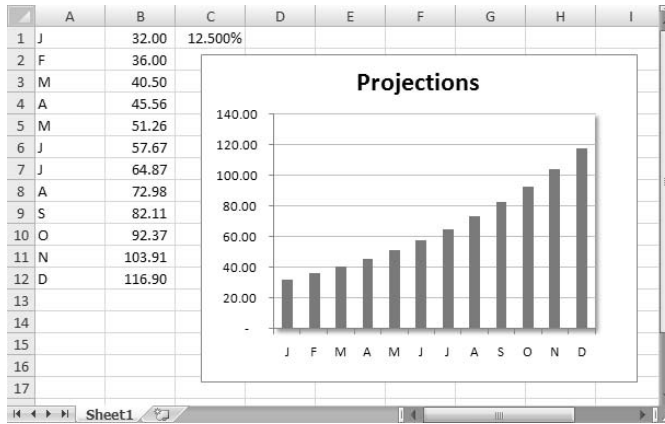 A B C D E F G H I
1 J 32.00 12.500%
2 F 36.00
3 M 40.50
4 A 45.56
5 M 51.26
6 J 57.67
7 J 64.87
8 A 72.98
9 S 82.11
10 O 92.37
11 N 103.91
12 D 116.90
13
14
15
16
17
Projections
140.00
120.00
100.00
80.00
60.00
40.00
20.00
-
J F M A M J J A S O N D
Sheet1